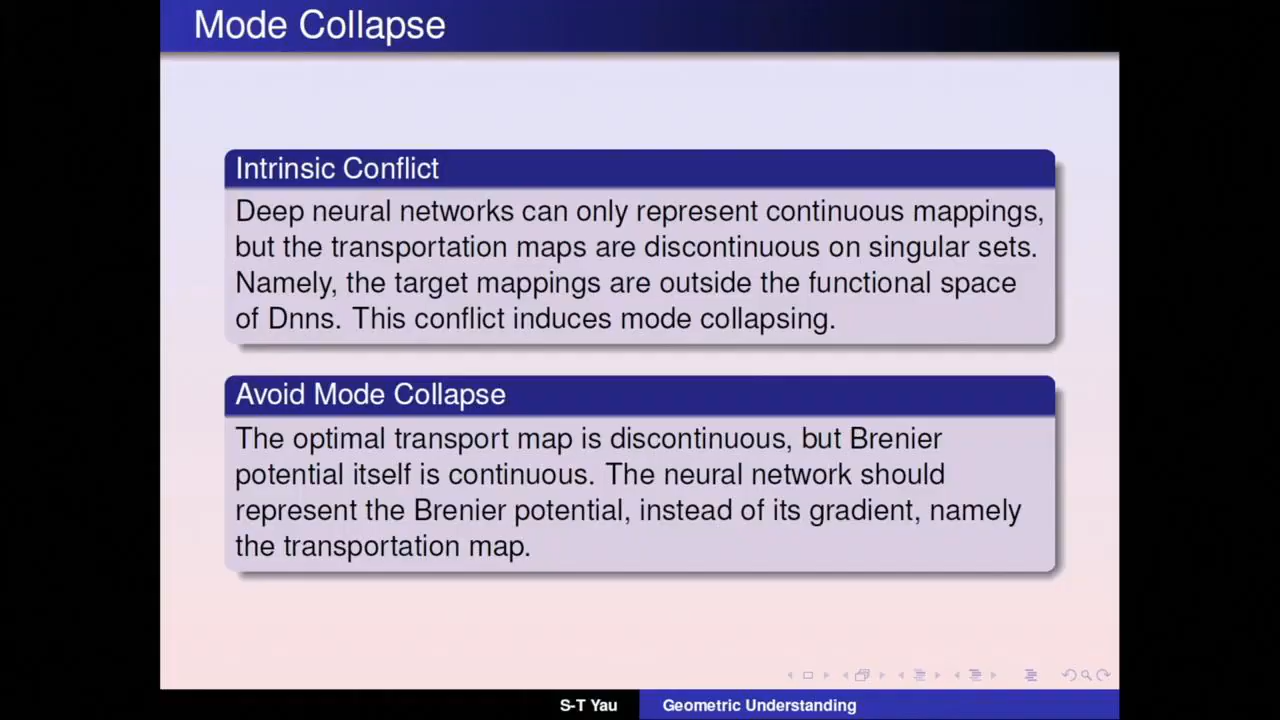 Mode Collapse
Intrinsic Conflict
Deep neural networks can only represent continuous mappings,
but the transportation maps are discontinuous on singular sets.
Namely, the target mappings are outside the functional space
of Dnns. This conflict induces mode collapsing.
Avoid Mode Collapse
The optimal transport map is discontinuous, but Brenier
potential itself is continuous. The neural network should
represent the Brenier potential, instead of its gradient, namely
the transportation map.
S-T Yau
Geometric Understanding